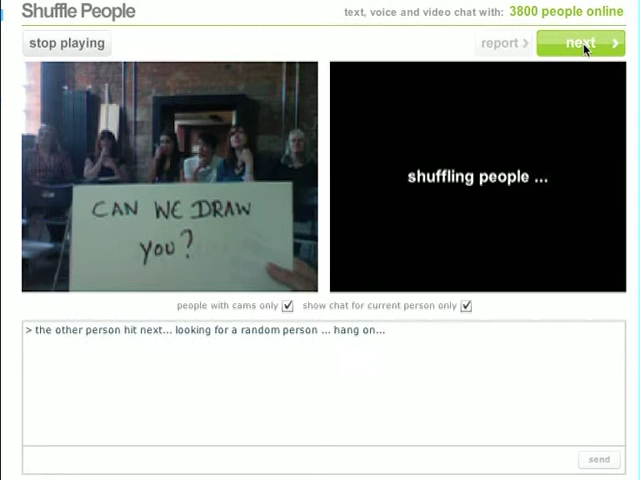 Shuffle People
text, voice and video chat with: 3800 people online
stop playing
report
next
CAN WE DRAW
YOU?
shuffling people ...
people with cams only
show chat for current person only
> the other person hit next... looking for a random person ... hang on...
send